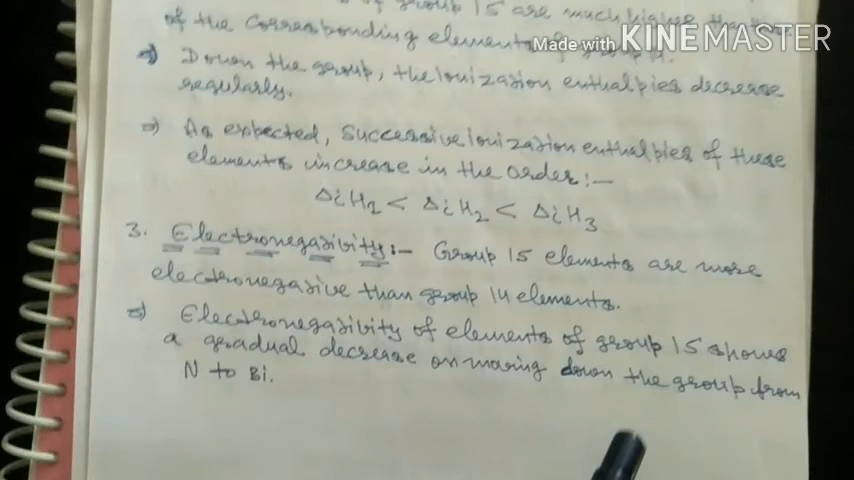 of group 15 are much higher than
of the corresponding elements of group 14.
Made with KINEMASTER
⇒ Down the group, the Ionization enthalpies decrease
regularly.
⇒ As expected, Successive ionization enthalpies of these
elements increase in the order:-
ΔiH2 < ΔiH2 < ΔiH3
3. Electronegativity:- Group 15 elements are more
electronegative than group 14 elements.
⇒ Electronegativity of elements of group 15 shows
a gradual decrease on moving down the group from
N to Bi.